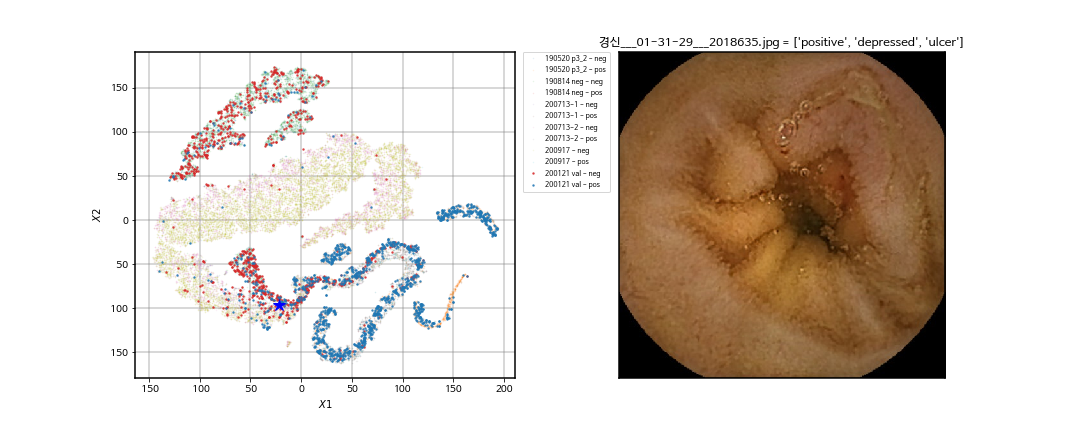 경신___01-31-29___2018635.jpg = ['positive', 'depressed', 'ulcer']
190520 p3_2 - neg
190520 p3_2 - pos
190814 neg - neg
190814 neg - pos
200713-1 - neg
200713-1 - pos
200713-2 - neg
200713-2 - pos
200917 - neg
200917 - pos
200121 val - neg
200121 val - pos
150
100
50
0
50
100
150
X2
150
100
50
0
50
100
150
200
X1